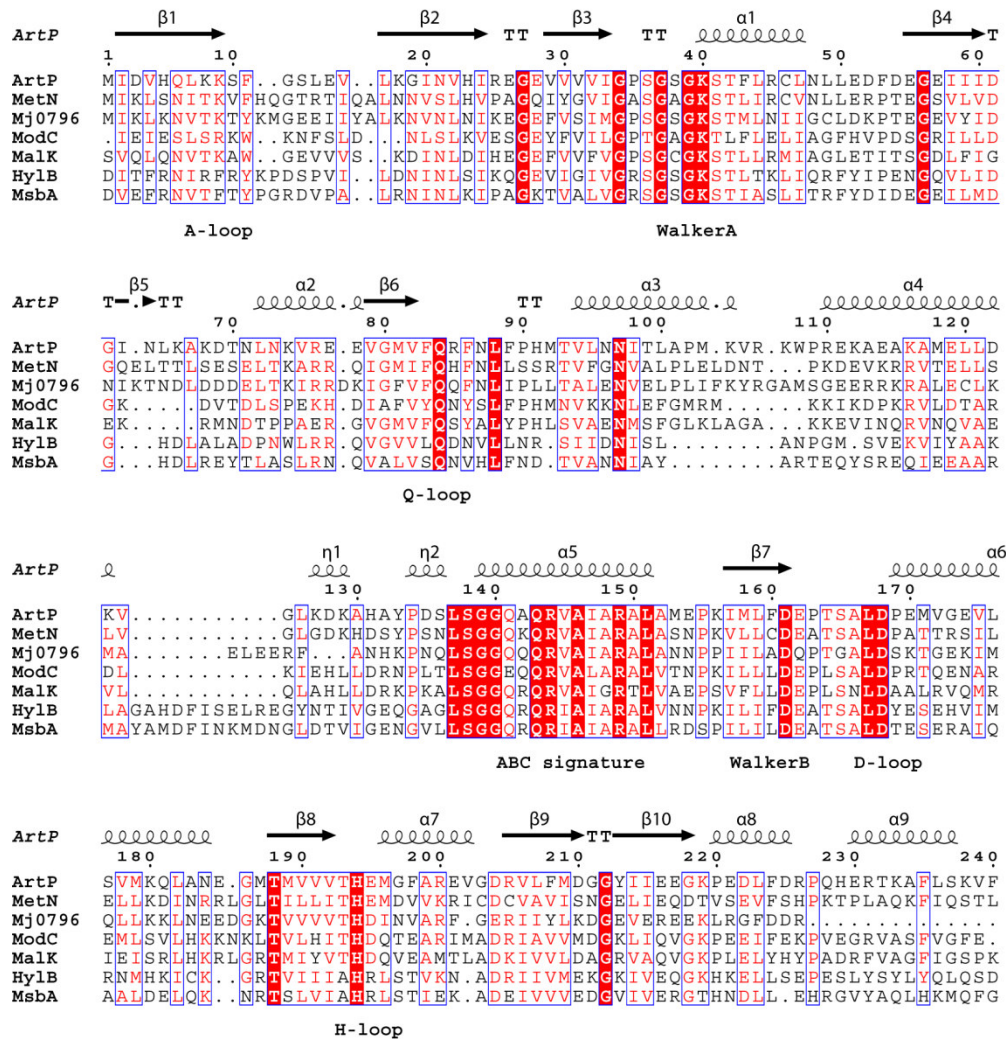 β1 β2 β3 α1 β4
ArtP TT TT T
1 10 20 30 40 50 60
ArtP MIDVHQLKKSF..GSLEV..LKGINVHIREGEVVVVIGPSGSGKSTFLRCLNLLEDFDEGEIIID
MetN MIKLSNITKVFHQGTRTIQALNNVSLHVPAGQIYGVIGASGAGKSTLIRCVNLLERPTEGSVLVD
Mj0796 MIKLKNVTKTYKMGEEIIYALKNVNLNIKEGEFVSIMGPSGSGKSTMLNIIGCLDKPTEGEVYID
ModC .IEIESLSRKW..KNFSLD..NLSLKVESGEYFVILGPTGAGKTLFLELIAGFHVPDSGRILLD
MalK SVQLQNVTKAW..GEVVVS..KDINLDIHEGEFVVFVGPSGCGKSTLLRMIAGLETITSGDLFIG
HylB DITFRNIRFRYKPDSPVI..LDNINLSIKQGEVIGIVGRSGSGKSTLTKLIQRFYIPENGQVLID
MsbA DVEFRNVTFTYPGRDVPA..LRNINLKIPAGKTVALVGRSGSGKSTIASLITRFYDIDEGEILMD
A-loop WalkerA
β5 α2 β6 α3 α4
ArtP T . TT . TT
70 80 90 100 110 120
ArtP GI.NLKAKDTNLNKVRE.EVGMVFQRFNLFPHMTVLNNITLAPM.KVR.KWPREKAEAKAMELLD
MetN GQELTTLSESELTKARR.QIGMIFQHFNLLSSRTVFGNVALPLELDNT...PKDEVKRRVTELLS
Mj0796 NIKTNDLDDDELTKIRRDKIGFVFQQFNLIPLLTALENVELPLIFKYRGAMSGEERRKRALECLK
ModC GK.....DVTDLSPEKH.DIAFVYQNYSLFPHMNVKKNLEFGMRM....KKIKDPKRVLDTAR
MalK EK.....RMNDTPPAER.GVGMVFQSYALYPHLSVAENMSFGLKLAGA...KKEVINQRVNQVAE
HylB G...HDLALADPNWLRR.QVGVVLQDNVLLNR.SIIDNISL.....ANPGM.SVEKVIYAAK
MsbA G...HDLREYTLASLRN.QVALVSQNVHLFND.TVANNIAY.....ARTEQYSREQIEEAAR
Q-loop
η1 η2 α5 β7 α6
ArtP
130 140 150 160 170
ArtP KV...........GLKDKAHAYPDSLSGGQAQRVAIARALAMEPKIMLFDEPTSALDPEMVGEVL
MetN LV...........GLGDKHDSYPSNLSGGQKQRVAIARALASNPKVLLCDEATSALDPATTRSIL
Mj0796 MA.........ELEERF..ANHKPNQLSGGQQQRVAIARALANNPPIILADQPTGALDSKTGEKIM
ModC DL...........KIEHLLDRNPLTLSGGEQQRVALARALVTNPKILLLDEPLSALDPRTQENAR
MalK VL...........QLAHLLDRKPKALSGGQRQRVAIGRTLVAEPSVFLLDEPLSNLDAALRVQMR
HylB LAGAHDFISELREGYNTIVGEQGAGLSGGQRQRIAIARALVNNPKILIFDEATSALDYESEHVIM
MsbA MAYAMDFINKMDNGLDTVIGENGVLLSGGQRQRIAIARALLRDSPILILDEATSALDTESERAIQ
ABC signature WalkerB D-loop
β8 α7 β9 β10 α8 α9
ArtP TT
180 190 200 210 220 230 240
ArtP SVMKQLANE.GMTMVVVTHEMGFAREVGDRVLFMDGGYIIEEGKPEDLFDRPQHERTKAFLSKVF
MetN ELLKDINRRLGLTILLITHEMDVVKRICDCVAVISNGELIEQDTVSEVFSHPKTPLAQKFIQSTL
Mj0796 QLLKKLNEEDGKTVVVVTHDINVARF.GERIIYLKDGEVEREEKLRGFDDR
ModC EMLSVLHKKNKLTVLHITHDQTEARIMADRIAVVMDGKLIQVGKPEEIFEKPVEGRVASFVGFE.
MalK IEISRLHKRLGRTMIYVTHDQVEAMTLADKIVVLDAGRVAQVGKPLELYHYPADRFVAGFIGSPK
HylB RNMHKICK..GRTVIIIAHRLSTVKN.ADRIIVMEKGKIVEQGKHKELLSEPESLYSYLYQLQSD
MsbA AALDELQK..NRTSLVIAHRLSTIEK.ADEIVVVEDGVIVERGTHNDLL.EHRGVYAQLHKMQFG
H-loop